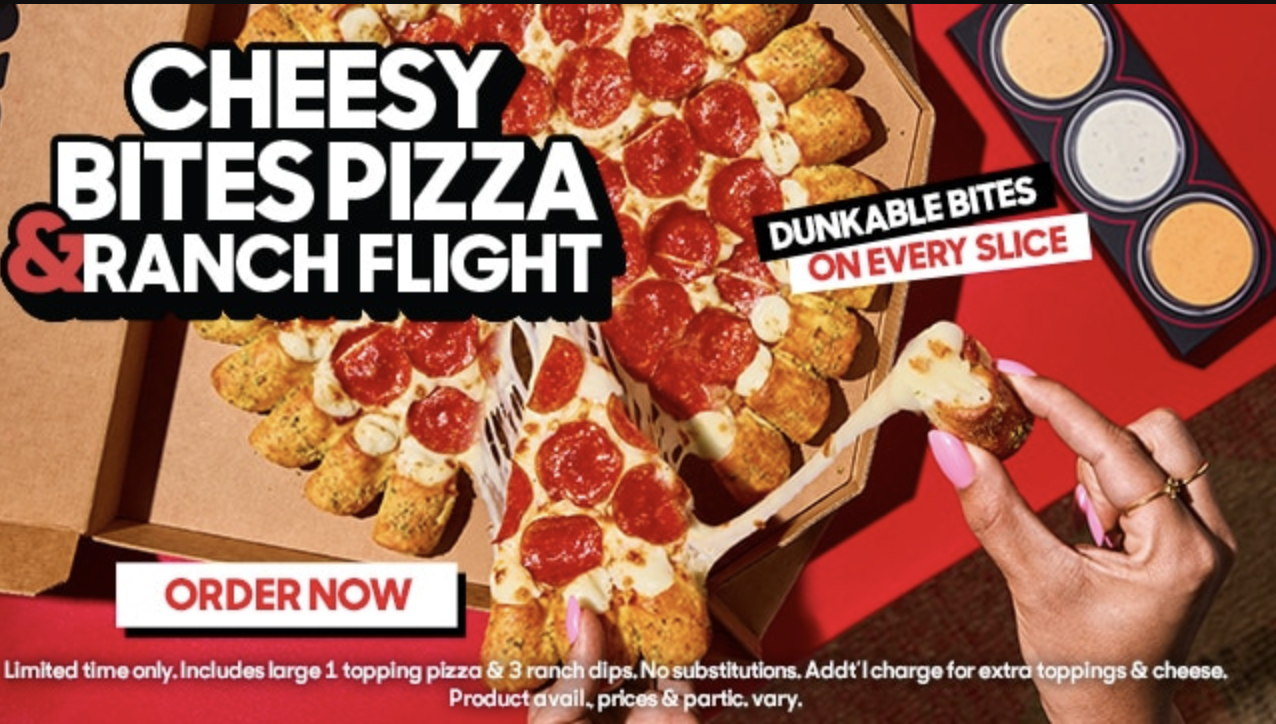 CHEESY
BITES PIZZA
& RANCH FLIGHT
DUNKABLE BITES
ON EVERY SLICE
ORDER NOW
Limited time only. Includes large 1 topping pizza & 3 ranch dips. No substitutions. Addt'l charge for extra toppings & cheese.
Product avail., prices & partic. vary.